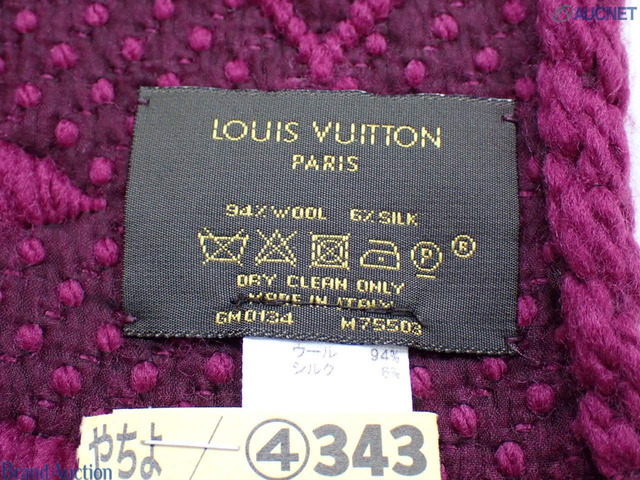 AUCNET
LOUIS VUITTON
PARIS
94%WOOL 6%SILK
P ®
DRY CLEAN ONLY
MADE IN ITALY
GM0134 M75503
ウール 94%
シルク 6%
やちよ ④343
Brand Auction